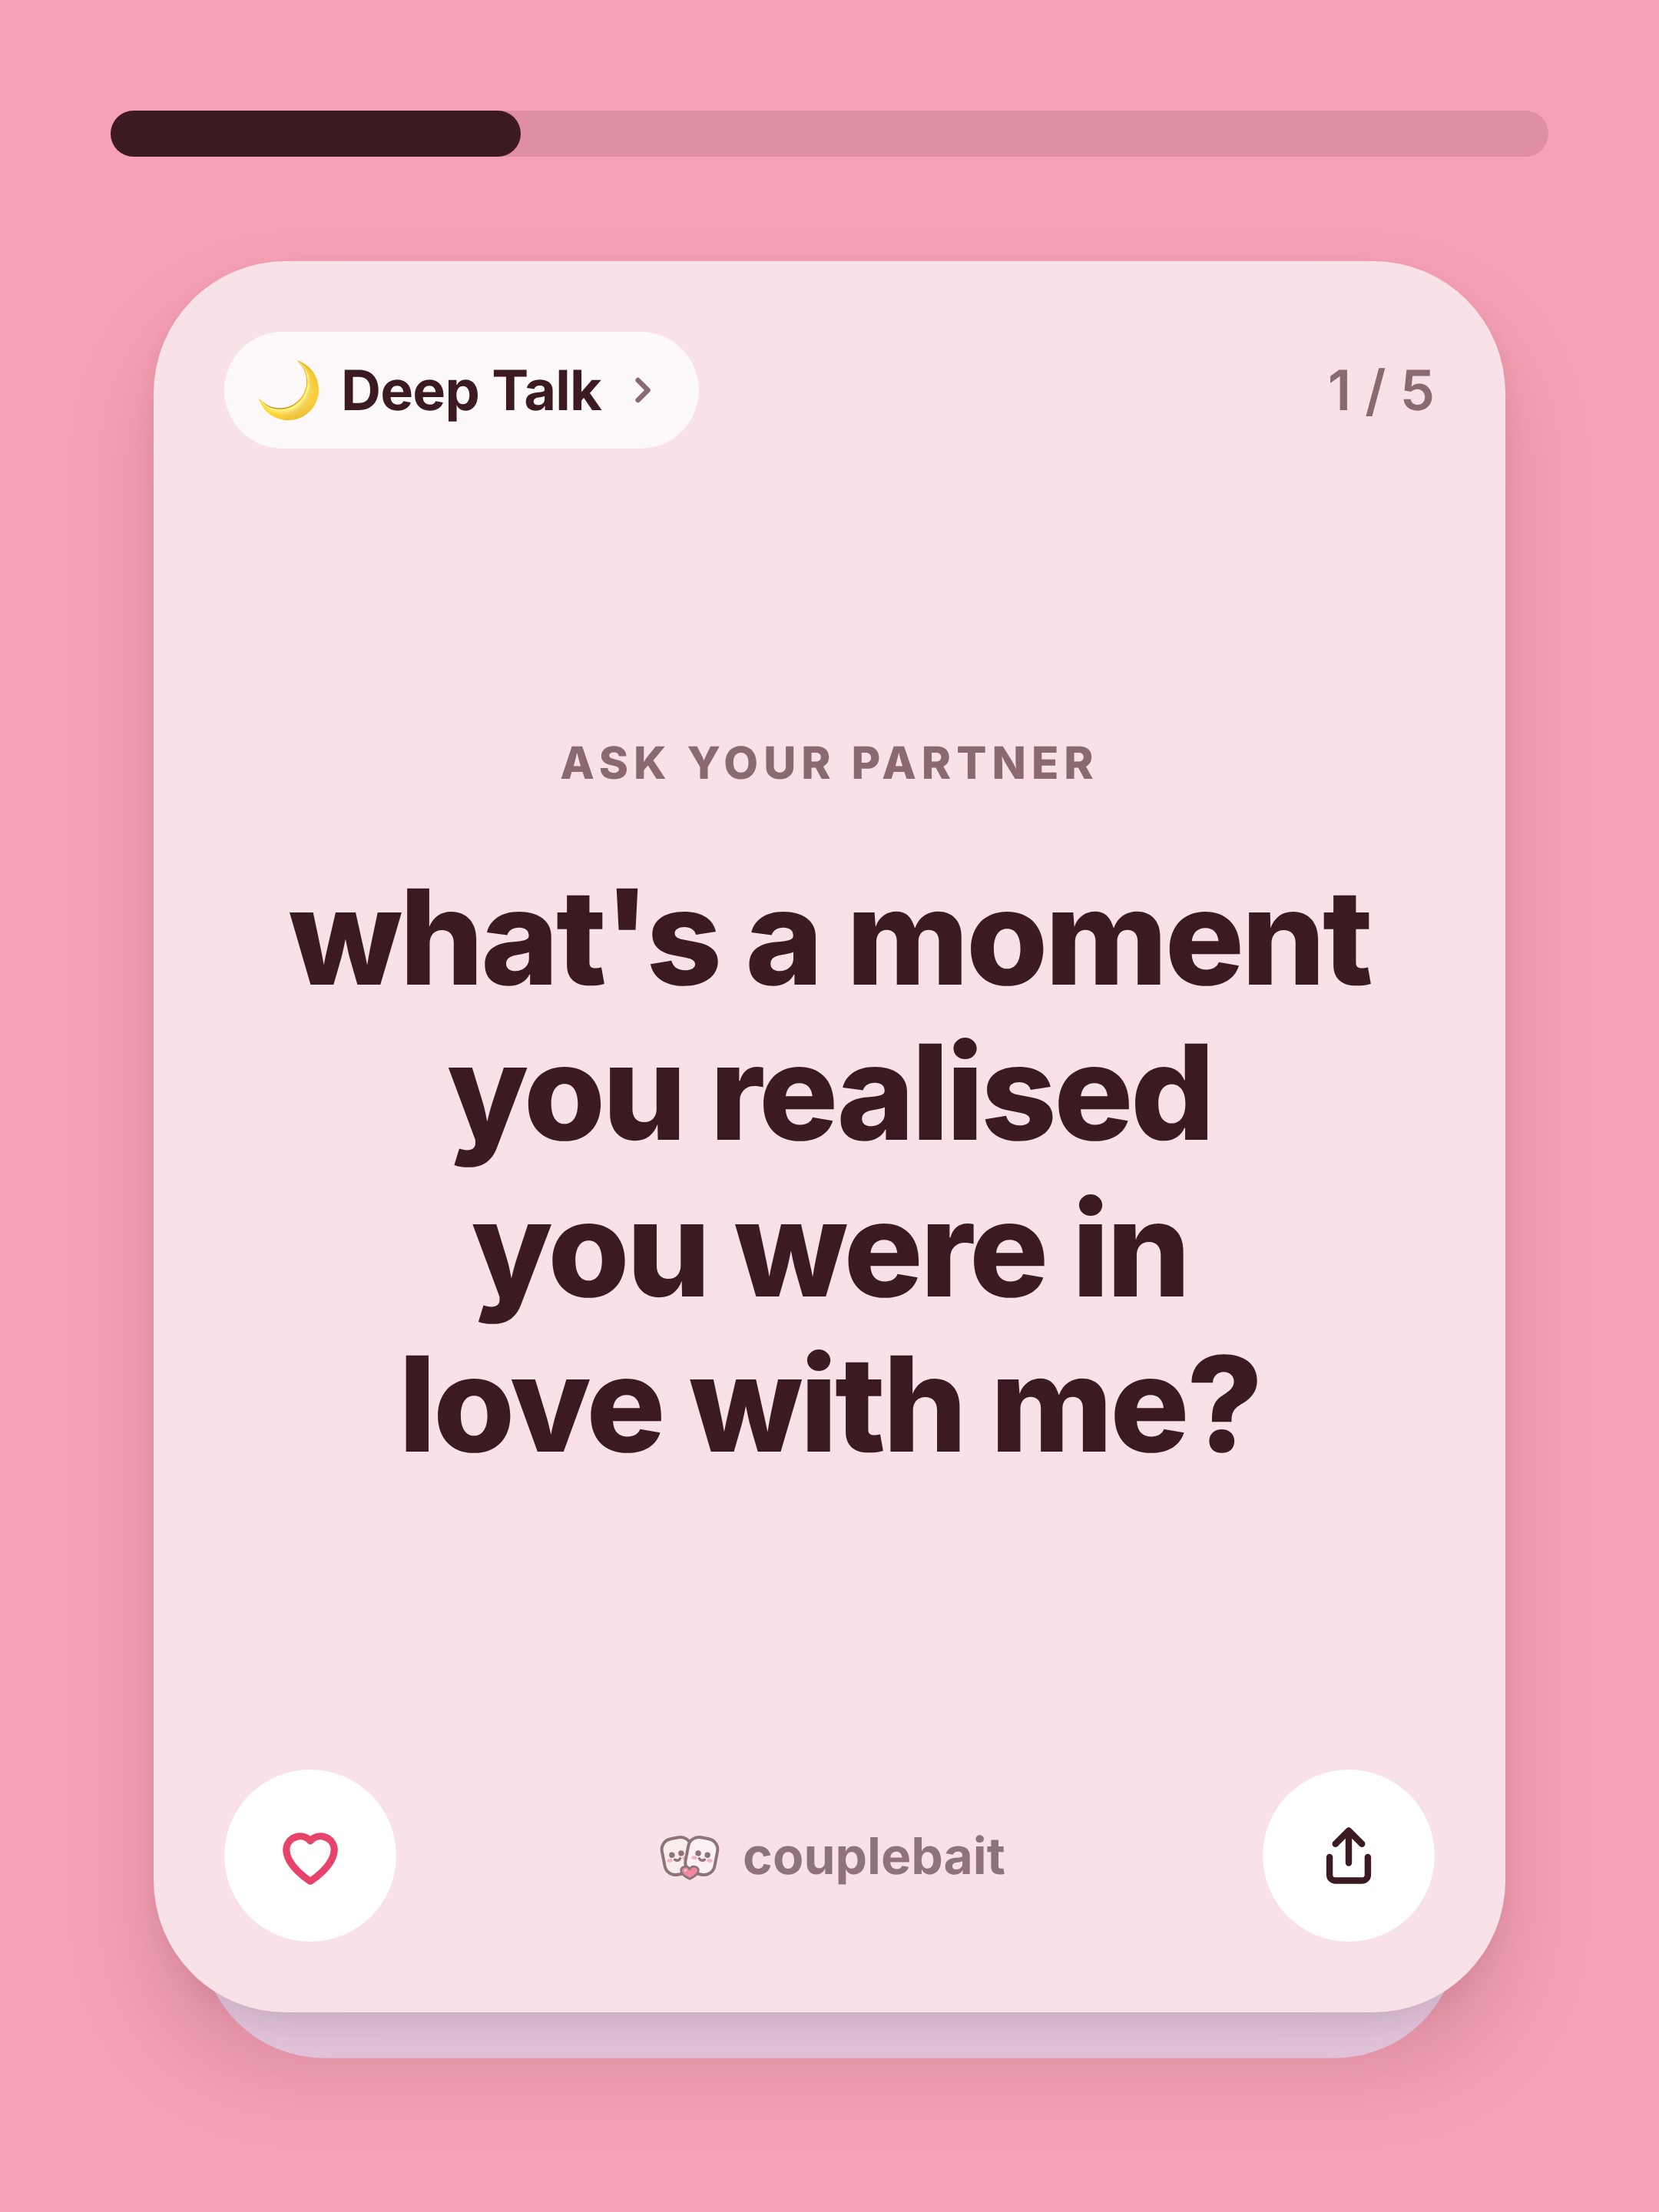 Deep Talk
1 / 5
ASK YOUR PARTNER
what's a moment
you realised
you were in
love with me?
couplebait